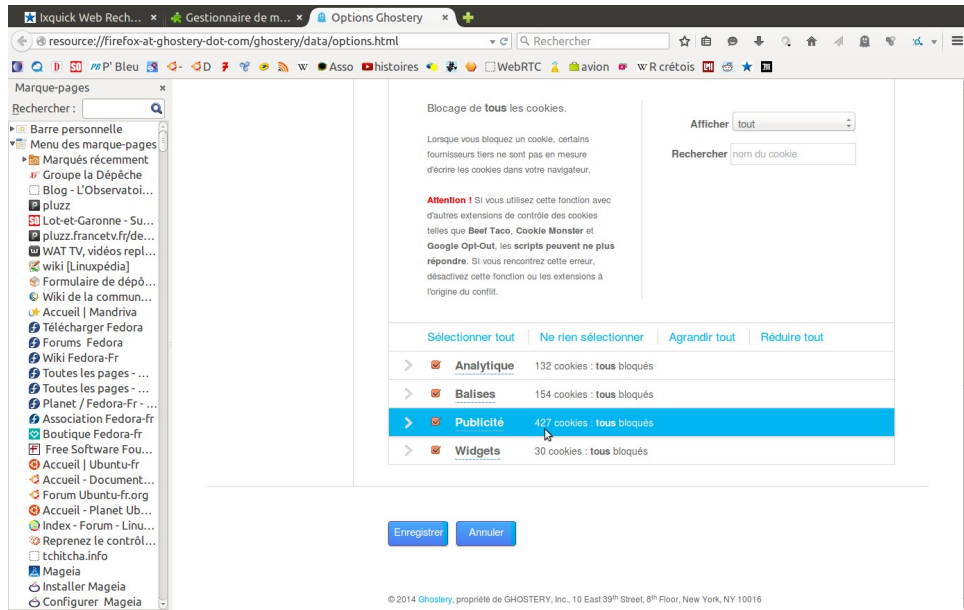 Ixquick Web Rech...
Gestionnaire de m...
Options Ghostery
resource://firefox-at-ghostery-dot-com/ghostery/data/options.html
Rechercher
P' Bleu
D
W
Asso
histoires
WebRTC
avion
W R crétois
Marque-pages
Rechercher :
Barre personnelle
Menu des marque-pages
Marqués récemment
Groupe la Dépêche
Blog - L'Observatoi...
pluzz
Lot-et-Garonne - Su...
pluzz.francetv.fr/de...
WAT TV, vidéos repl...
wiki [Linuxpédia]
Formulaire de dépô...
Wiki de la commun...
Accueil | Mandriva
Télécharger Fedora
Forums Fedora
Wiki Fedora-Fr
Toutes les pages - ...
Toutes les pages - ...
Planet / Fedora-Fr - ...
Association Fedora-fr
Boutique Fedora-fr
Free Software Fou...
Accueil | Ubuntu-fr
Accueil - Document...
Forum Ubuntu-fr.org
Accueil - Planet Ub...
Index - Forum - Linu...
Reprenez le contrôl...
tchitcha.info
Mageia
Installer Mageia
Configurer Mageia
Blocage de tous les cookies.
Lorsque vous bloquez un cookie, certains
fournisseurs tiers ne sont pas en mesure
d'écrire les cookies dans votre navigateur.
Attention ! Si vous utilisez cette fonction avec
d'autres extensions de contrôle des cookies
telles que Beef Taco, Cookie Monster et
Google Opt-Out, les scripts peuvent ne plus
répondre. Si vous rencontrez cette erreur,
désactivez cette fonction ou les extensions à
l'origine du conflit.
Afficher tout
Rechercher nom du cookie
Sélectionner tout
Ne rien sélectionner
Agrandir tout
Réduire tout
Analytique 132 cookies : tous bloqués
Balises 154 cookies : tous bloqués
Publicité 427 cookies : tous bloqués
Widgets 30 cookies : tous bloqués
Enregistrer
Annuler
© 2014 Ghostery, propriété de GHOSTERY, Inc., 10 East 39th Street, 8th Floor, New York, NY 10016